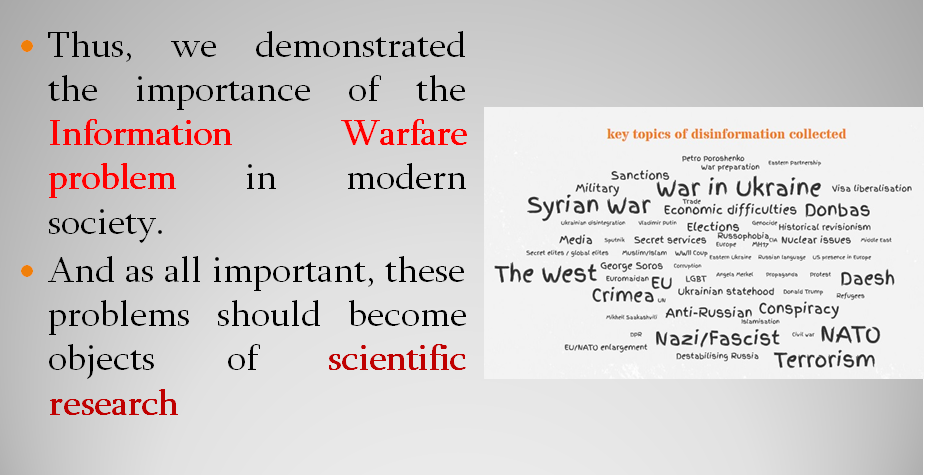 Thus, we demonstrated
the importance of the
Information Warfare
problem in modern
society.
And as all important, these
problems should become
objects of scientific
research
key topics of disinformation collected
Petro Poroshenko
war preparation Eastern Partnership
Sanctions
Military War in Ukraine Visa liberalisation
Syrian War Trade Economic difficulties Donbas
Ukrainian disintegration Vladimir Putin Elections Genocide Historical revisionism
Media Sputnik Secret services Russophobia CIA Nuclear issues Middle East
Europe MH17
Secret elites / global elites Muslim/Islam WWII Coup Eastern Ukraine Russian language US presence in Europe
The West George Soros Corruption
Euromaidan EU LGBT Angela Merkel Propaganda Protest Daesh
Crimea UN Ukrainian statehood Donald Trump Refugees
Mikheil Saakashvili Anti-Russian Conspiracy
Islamisation
DPR Nazi/Fascist Civil war NATO
EU/NATO enlargement Destabilising Russia Terrorism